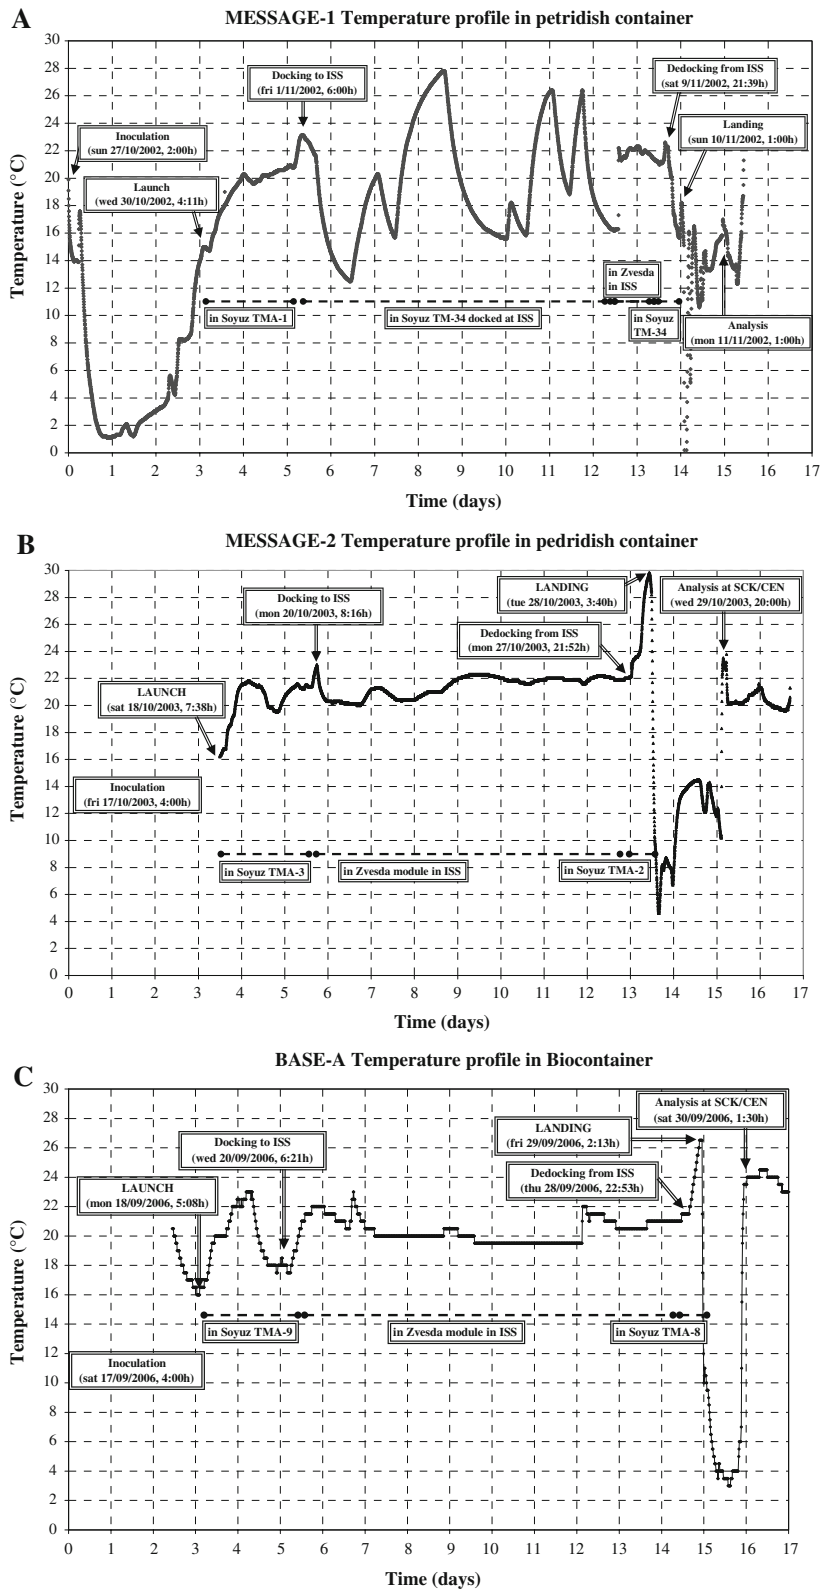 A
MESSAGE-1 Temperature profile in petridish container
Temperature (°C)
30
28
26
24
22
20
18
16
14
12
11
10
8
6
4
2
0
Docking to ISS
(fri 1/11/2002, 6:00h)
Dedocking from ISS
(sat 9/11/2002, 21:39h)
Inoculation
(sun 27/10/2002, 2:00h)
Landing
(sun 10/11/2002, 1:00h)
Launch
(wed 30/10/2002, 4:11h)
in Zvesda
in ISS
in Soyuz TMA-1
in Soyuz TM-34 docked at ISS
in Soyuz
TM-34
Analysis
(mon 11/11/2002, 1:00h)
0 1 2 3 4 5 6 7 8 9 10 11 12 13 14 15 16 17
Time (days)
B
MESSAGE-2 Temperature profile in pedridish container
Temperature (°C)
30
28
26
24
22
20
18
16
14
12
10
8
6
4
2
0
Docking to ISS
(mon 20/10/2003, 8:16h)
LANDING
(tue 28/10/2003, 3:40h)
Analysis at SCK/CEN
(wed 29/10/2003, 20:00h)
Dedocking from ISS
(mon 27/10/2003, 21:52h)
LAUNCH
(sat 18/10/2003, 7:38h)
Inoculation
(fri 17/10/2003, 4:00h)
in Soyuz TMA-3
in Zvesda module in ISS
in Soyuz TMA-2
0 1 2 3 4 5 6 7 8 9 10 11 12 13 14 15 16 17
Time (days)
C
BASE-A Temperature profile in Biocontainer
Temperature (°C)
30
28
26
24
22
20
18
16
14
12
10
8
6
4
2
0
Analysis at SCK/CEN
(sat 30/09/2006, 1:30h)
LANDING
(fri 29/09/2006, 2:13h)
Docking to ISS
(wed 20/09/2006, 6:21h)
Dedocking from ISS
(thu 28/09/2006, 22:53h)
LAUNCH
(mon 18/09/2006, 5:08h)
in Soyuz TMA-9
in Zvesda module in ISS
in Soyuz TMA-8
Inoculation
(sat 17/09/2006, 4:00h)
0 1 2 3 4 5 6 7 8 9 10 11 12 13 14 15 16 17
Time (days)